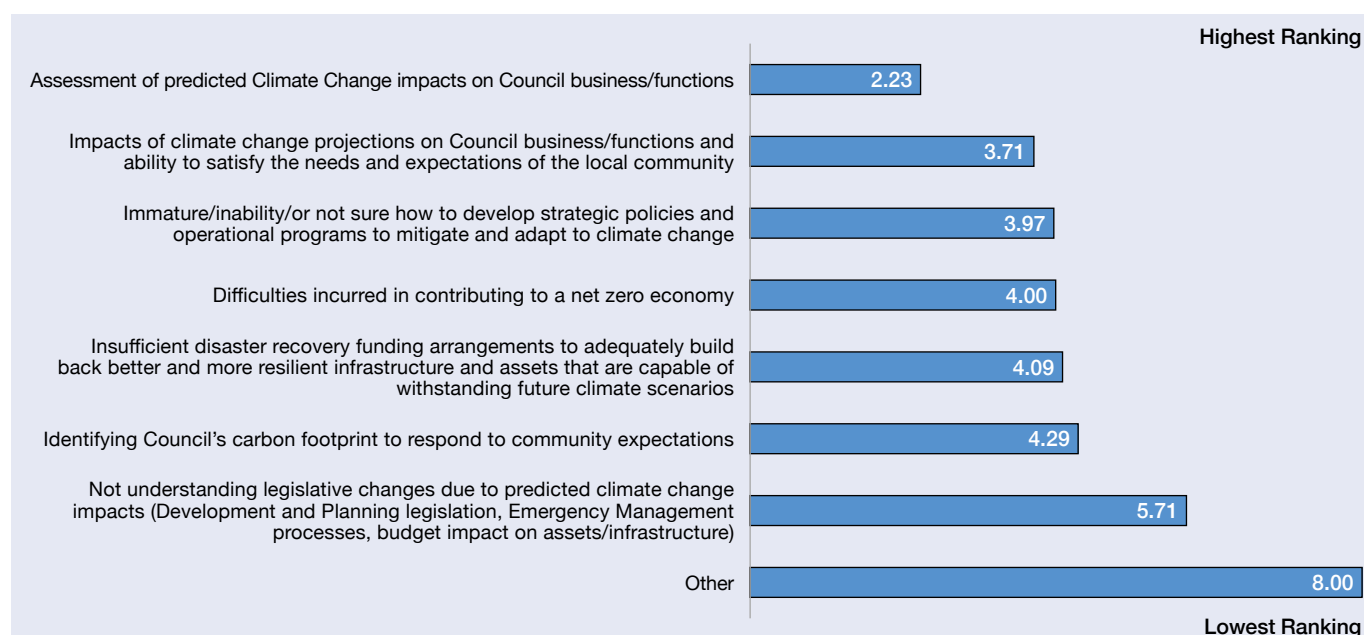 Highest Ranking
Assessment of predicted Climate Change impacts on Council business/functions
2.23
Impacts of climate change projections on Council business/functions and
ability to satisfy the needs and expectations of the local community
3.71
Immature/inability/or not sure how to develop strategic policies and
operational programs to mitigate and adapt to climate change
3.97
Difficulties incurred in contributing to a net zero economy
4.00
Insufficient disaster recovery funding arrangements to adequately build
back better and more resilient infrastructure and assets that are capable of
withstanding future climate scenarios
4.09
Identifying Council’s carbon footprint to respond to community expectations
4.29
Not understanding legislative changes due to predicted climate change
impacts (Development and Planning legislation, Emergency Management
processes, budget impact on assets/infrastructure)
5.71
Other
8.00
Lowest Ranking